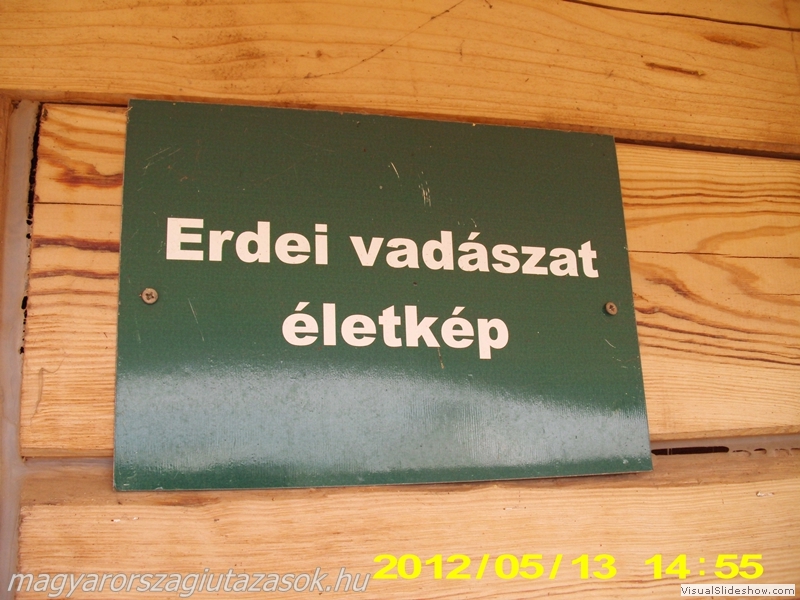 Erdei vadászat
életkép
2012/05/13 14:55
magyarorszagiutazasok.hu
VisualSlideshow.com